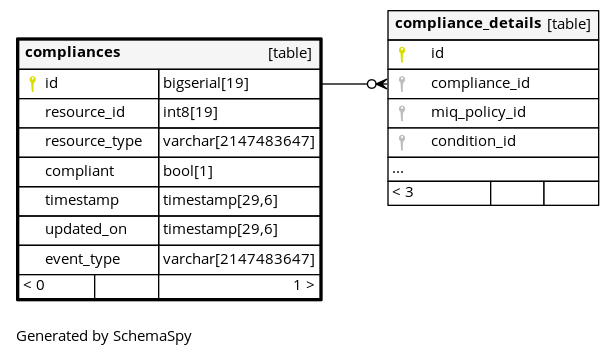 compliances [table]
id bigserial[19]
resource_id int8[19]
resource_type varchar[2147483647]
compliant bool[1]
timestamp timestamp[29,6]
updated_on timestamp[29,6]
event_type varchar[2147483647]
< 0 1 >
compliance_details [table]
id
compliance_id
miq_policy_id
condition_id
...
< 3
Generated by SchemaSpy